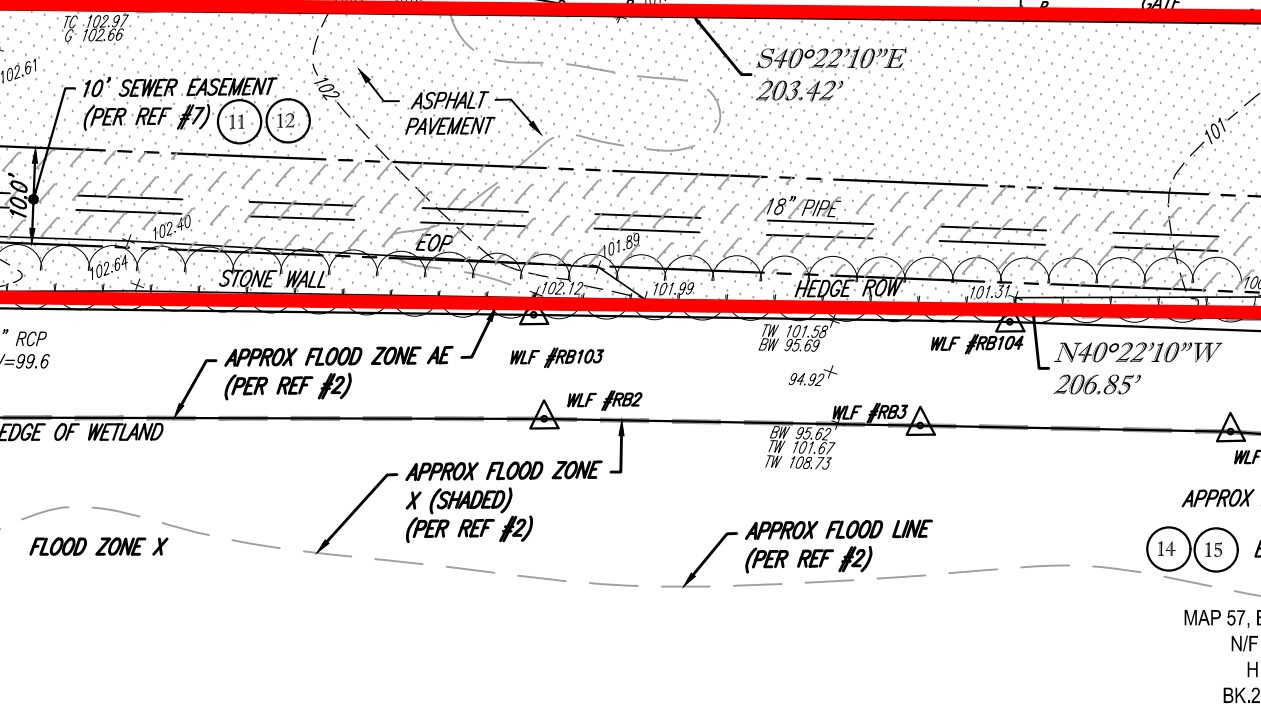 TC 102.97
G 102.66
GATE
102.61
S40°22'10"E
203.42'
10' SEWER EASEMENT
(PER REF #7) 11 12
102
ASPHALT
PAVEMENT
101
10.0'
18" PIPE
102.40
EOP
101.89
102.64
STONE WALL
102.12
101.99
HEDGE ROW
101.31
" RCP
=99.6
APPROX FLOOD ZONE AE
(PER REF #2)
WLF #RB103
TW 101.58
BW 95.69
WLF #RB104
N40°22'10"W
206.85'
94.92
WLF #RB2
WLF #RB3
EDGE OF WETLAND
BW 95.62
TW 101.67
TW 108.73
WLF
APPROX FLOOD ZONE
X (SHADED)
(PER REF #2)
APPROX
FLOOD ZONE X
APPROX FLOOD LINE
(PER REF #2)
14 15
MAP 57,
N/F
H
BK.2